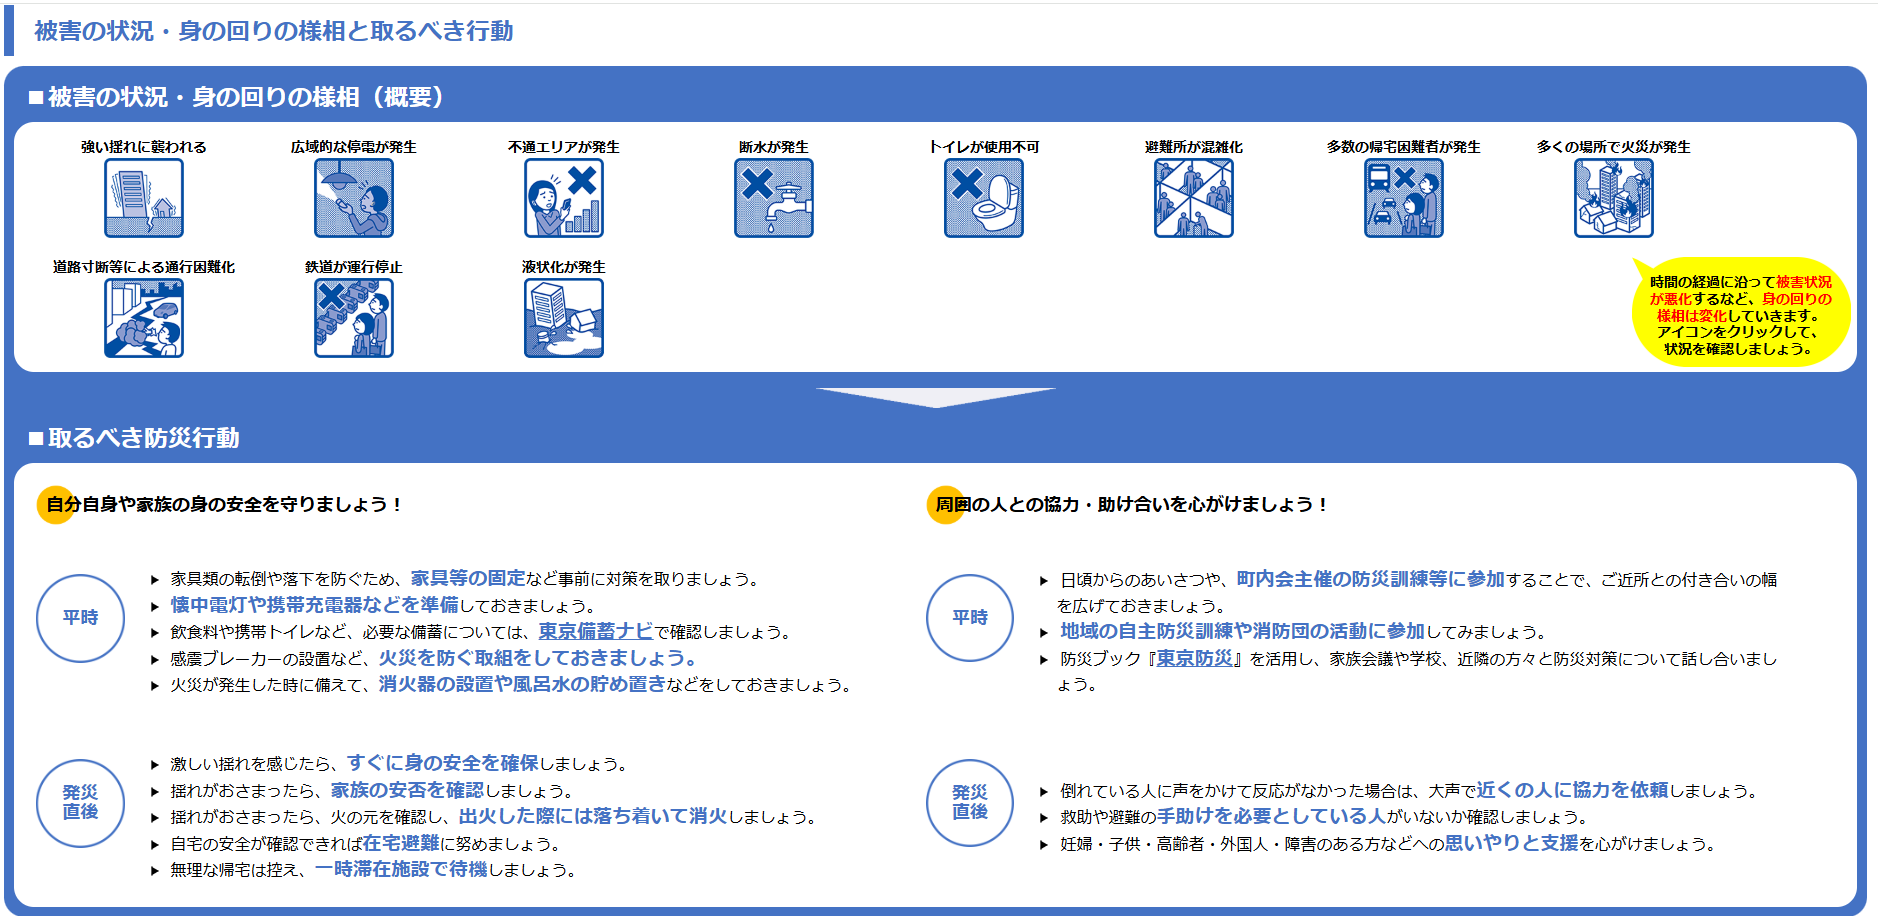 被害の状況・身の回りの様相と取るべき行動
■被害の状況・身の回りの様相（概要）
強い揺れに襲われる
広域的な停電が発生
不通エリアが発生
断水が発生
トイレが使用不可
避難所が混雑化
多数の帰宅困難者が発生
多くの場所で火災が発生
道路寸断等による通行困難化
鉄道が運行停止
液状化が発生
時間の経過に沿って被害状況
が悪化するなど、身の回りの
様相は変化していきます。
アイコンをクリックして、
状況を確認しましょう。
■取るべき防災行動
自分自身や家族の身の安全を守りましょう！
平時
▶ 家具類の転倒や落下を防ぐため、家具等の固定など事前に対策を取りましょう。
▶ 懐中電灯や携帯充電器などを準備しておきましょう。
▶ 飲食料や携帯トイレなど、必要な備蓄については、東京備蓄ナビで確認しましょう。
▶ 感震ブレーカーの設置など、火災を防ぐ取組をしておきましょう。
▶ 火災が発生した時に備えて、消火器の設置や風呂水の貯め置きなどをしておきましょう。
発災
直後
▶ 激しい揺れを感じたら、すぐに身の安全を確保しましょう。
▶ 揺れがおさまったら、家族の安否を確認しましょう。
▶ 揺れがおさまったら、火の元を確認し、出火した際には落ち着いて消火しましょう。
▶ 自宅の安全が確認できれば在宅避難に努めましょう。
▶ 無理な帰宅は控え、一時滞在施設で待機しましょう。
周囲の人との協力・助け合いを心がけましょう！
平時
▶ 日頃からのあいさつや、町内会主催の防災訓練等に参加することで、ご近所との付き合いの幅
を広げておきましょう。
▶ 地域の自主防災訓練や消防団の活動に参加してみましょう。
▶ 防災ブック『東京防災』を活用し、家族会議や学校、近隣の方々と防災対策について話し合いまし
ょう。
発災
直後
▶ 倒れている人に声をかけて反応がなかった場合は、大声で近くの人に協力を依頼しましょう。
▶ 救助や避難の手助けを必要としている人がいないか確認しましょう。
▶ 妊婦・子供・高齢者・外国人・障害のある方などへの思いやりと支援を心がけましょう。